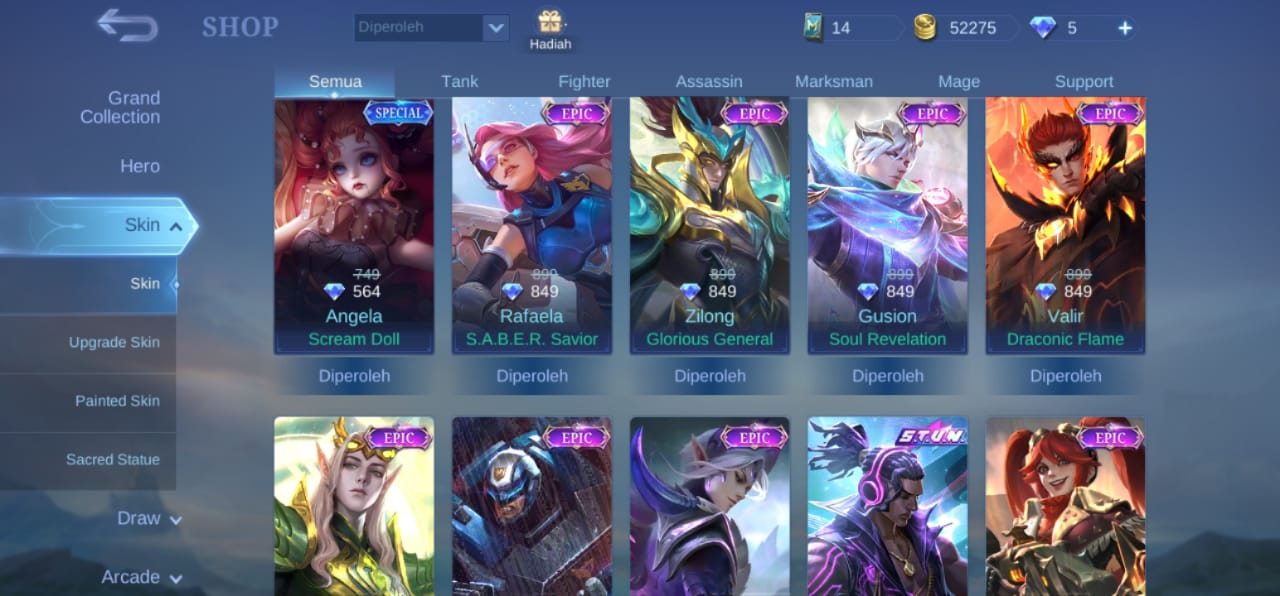 SHOP
Diperoleh
Hadiah
14
52275
5
+
Semua
Tank
Fighter
Assassin
Marksman
Mage
Support
Grand
Collection
Hero
Skin
Skin
Upgrade Skin
Painted Skin
Sacred Statue
Draw
Arcade
SPECIAL
749
564
Angela
Scream Doll
Diperoleh
EPIC
899
849
Rafaela
S.A.B.E.R. Savior
Diperoleh
EPIC
899
849
Zilong
Glorious General
Diperoleh
EPIC
899
849
Gusion
Soul Revelation
Diperoleh
EPIC
899
849
Valir
Draconic Flame
Diperoleh
EPIC
EPIC
EPIC
S.T.U.N.
EPIC